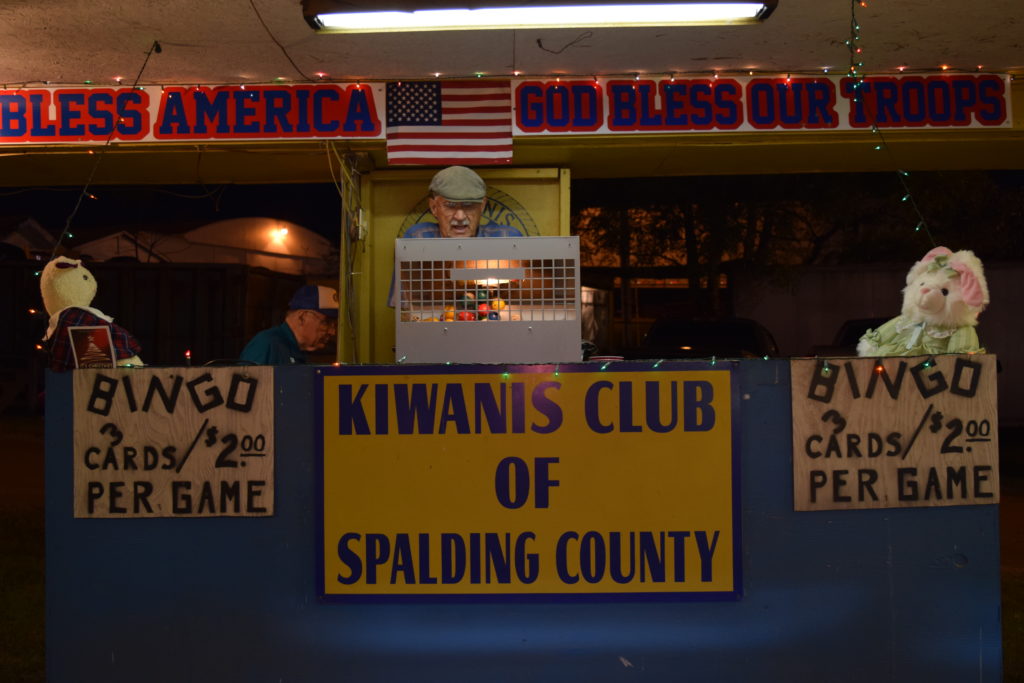 BLESS AMERICA
GOD BLESS OUR TROOPS
BINGO
3
CARDS/$2.00
PER GAME
KIWANIS CLUB
OF
SPALDING COUNTY
BINGO
3
CARDS/$2.00
PER GAME